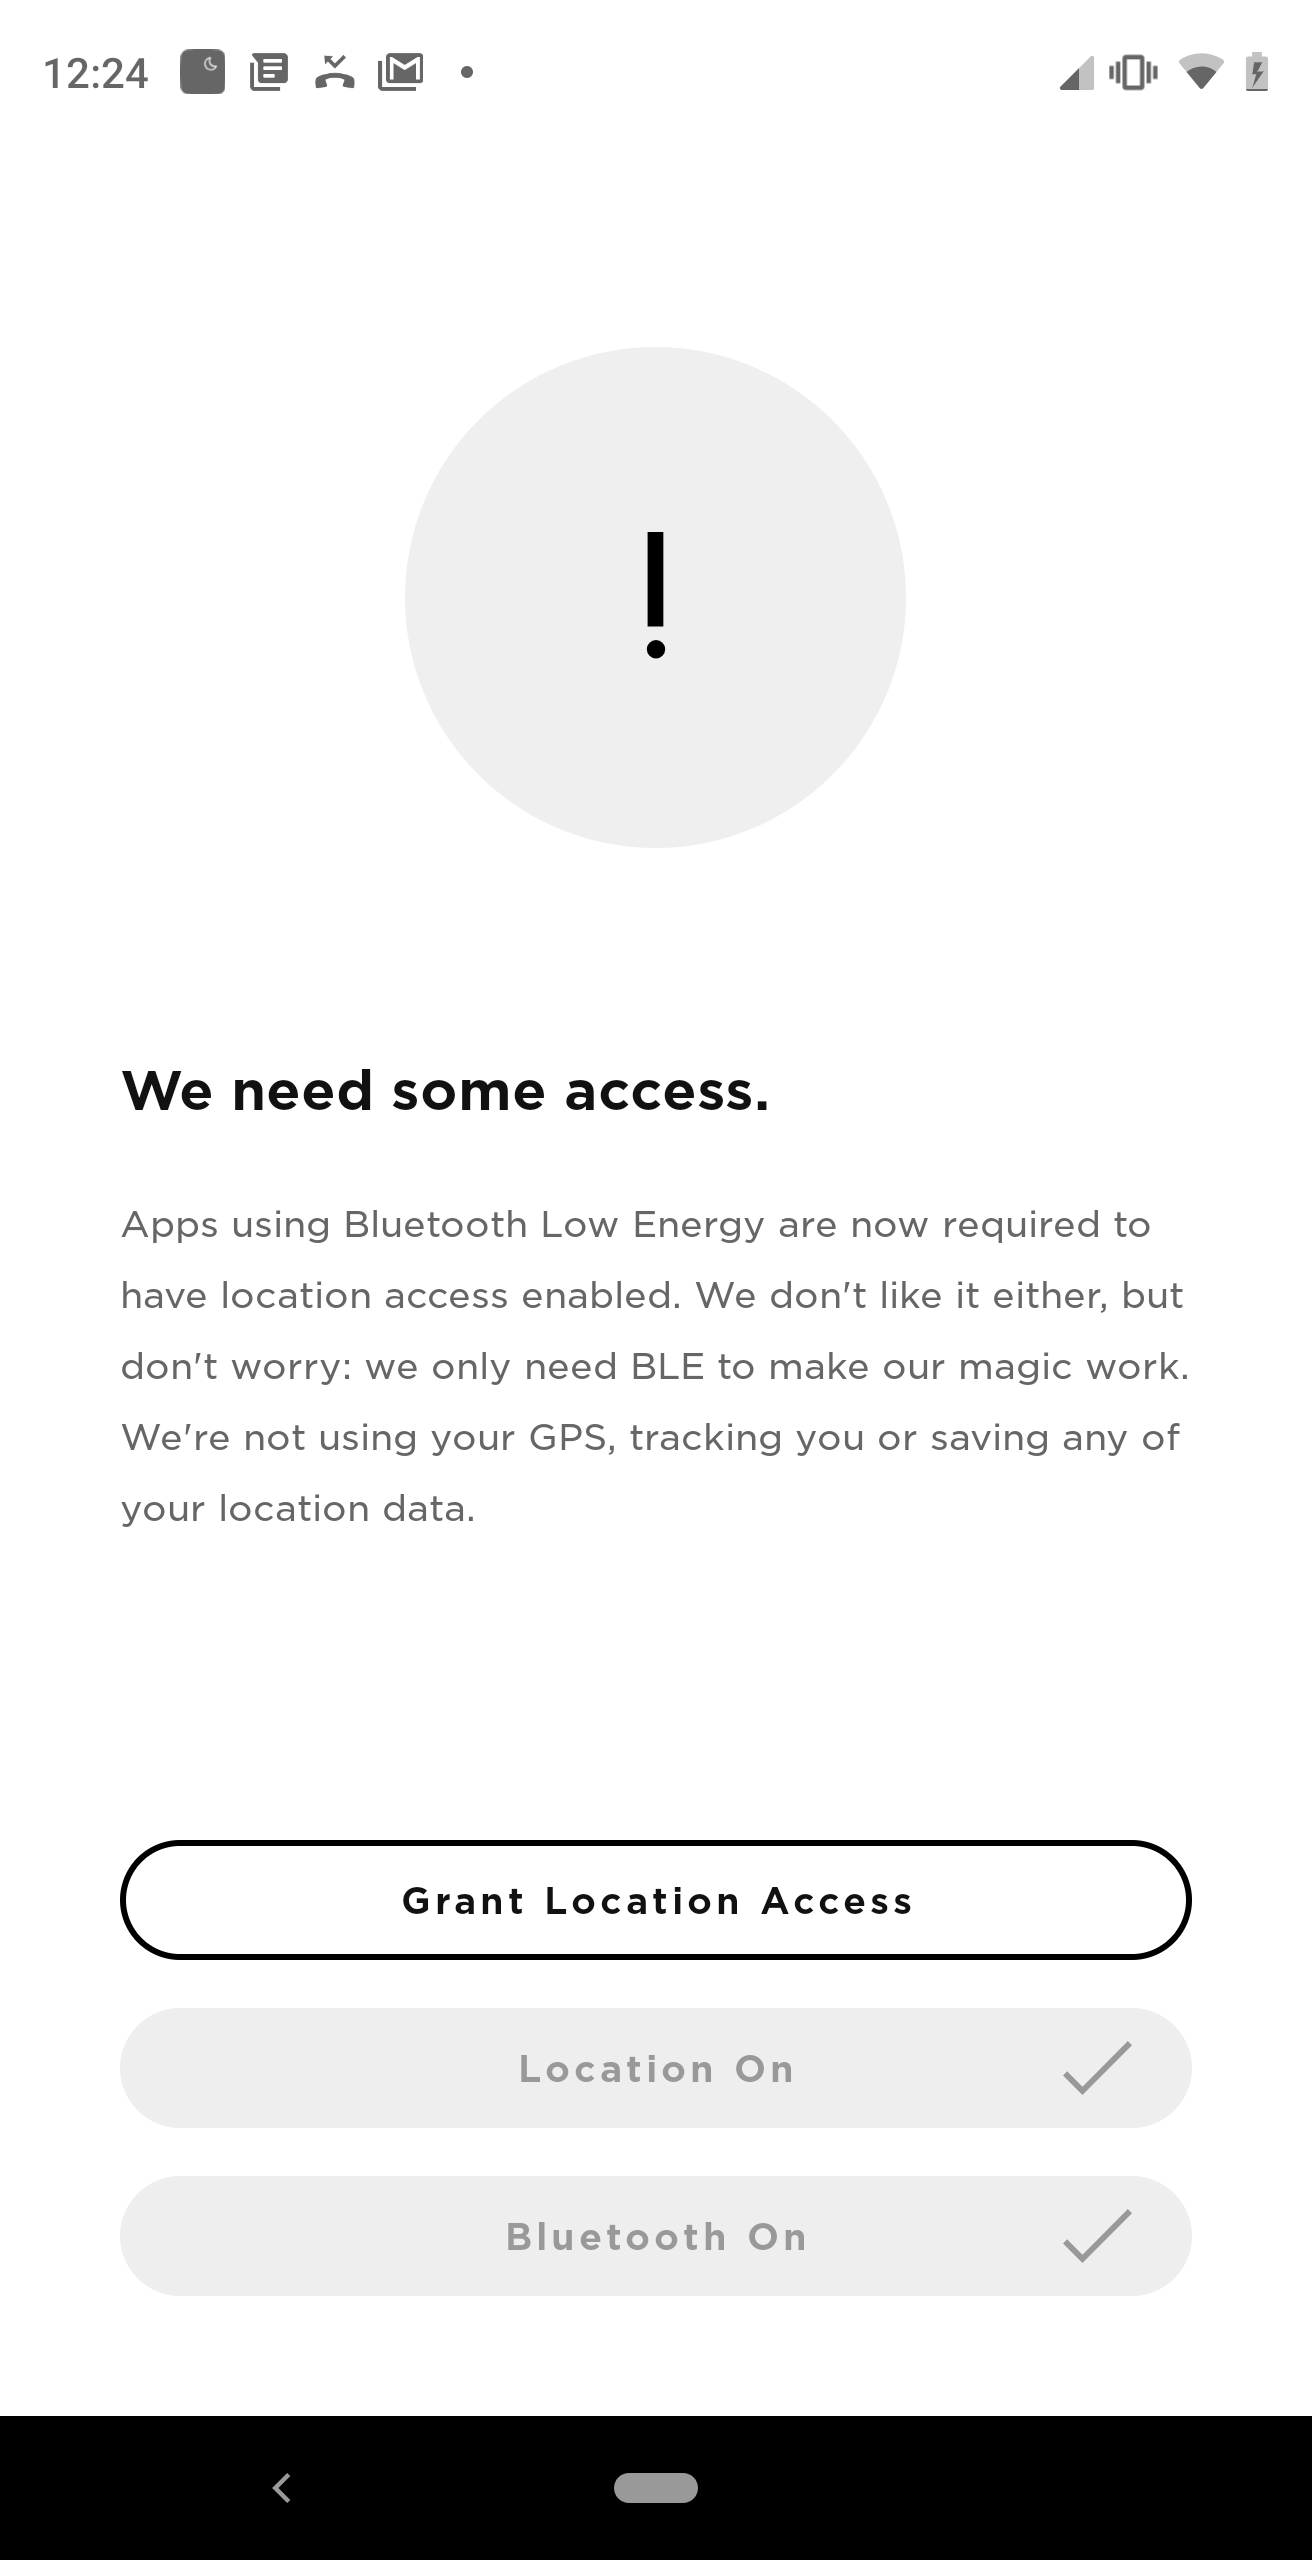 12:24
We need some access.
Apps using Bluetooth Low Energy are now required to
have location access enabled. We don't like it either, but
don't worry: we only need BLE to make our magic work.
We're not using your GPS, tracking you or saving any of
your location data.
Grant Location Access
Location On
Bluetooth On